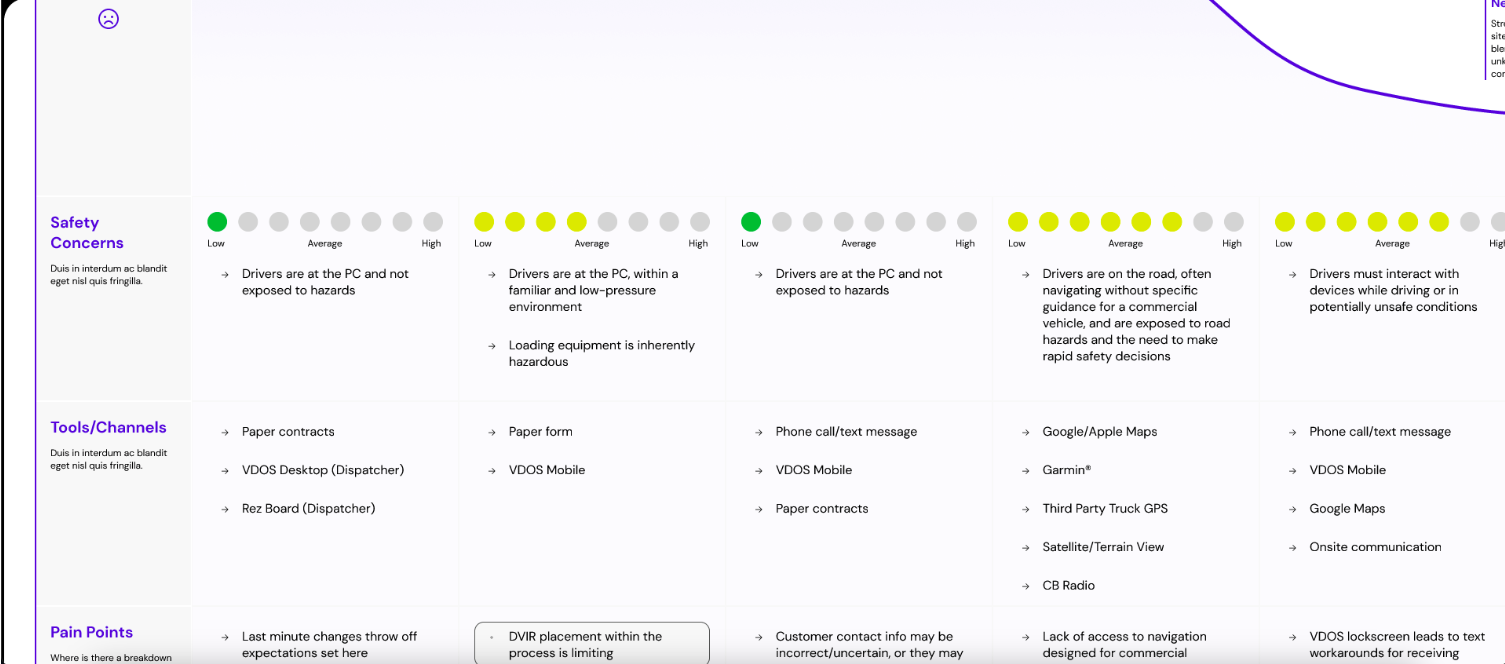 Ne
Str
site
ble
unk
cor
Safety
Concerns
Duis in interdum ac blandit
eget nisl quis fringilla.
Low Average High
→ Drivers are at the PC and not
exposed to hazards
Low Average High
→ Drivers are at the PC, within a
familiar and low-pressure
environment
→ Loading equipment is inherently
hazardous
Low Average High
→ Drivers are at the PC and not
exposed to hazards
Low Average High
→ Drivers are on the road, often
navigating without specific
guidance for a commercial
vehicle, and are exposed to road
hazards and the need to make
rapid safety decisions
Low Average High
→ Drivers must interact with
devices while driving or in
potentially unsafe conditions
Tools/Channels
Duis in interdum ac blandit
eget nisl quis fringilla.
→ Paper contracts
→ VDOS Desktop (Dispatcher)
→ Rez Board (Dispatcher)
→ Paper form
→ VDOS Mobile
→ Phone call/text message
→ VDOS Mobile
→ Paper contracts
→ Google/Apple Maps
→ Garmin®
→ Third Party Truck GPS
→ Satellite/Terrain View
→ CB Radio
→ Phone call/text message
→ VDOS Mobile
→ Google Maps
→ Onsite communication
Pain Points
Where is there a breakdown
→ Last minute changes throw off
expectations set here
• DVIR placement within the
process is limiting
→ Customer contact info may be
incorrect/uncertain, or they may
→ Lack of access to navigation
designed for commercial
→ VDOS lockscreen leads to text
workarounds for receiving